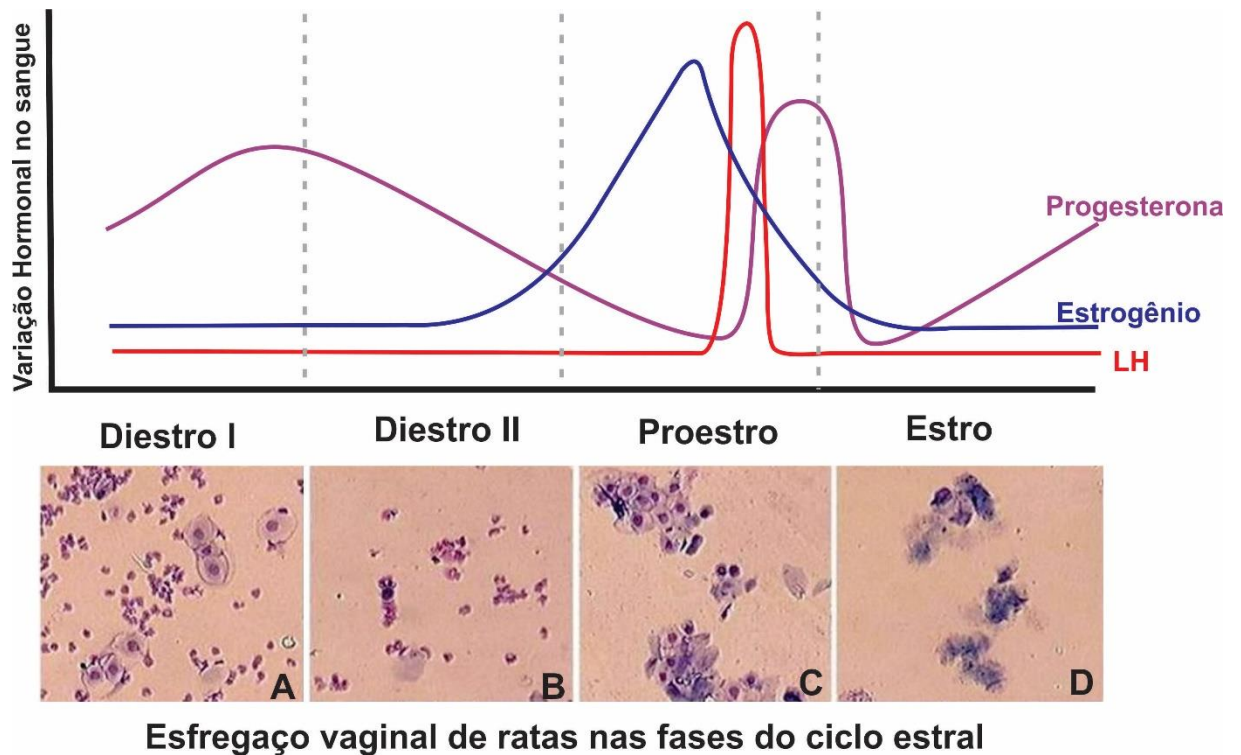 Variação Hormonal no sangue
Progesterona
Estrogênio
LH
Diestro I
Diestro II
Proestro
Estro
A
B
C
D
Esfregaço vaginal de ratas nas fases do ciclo estral